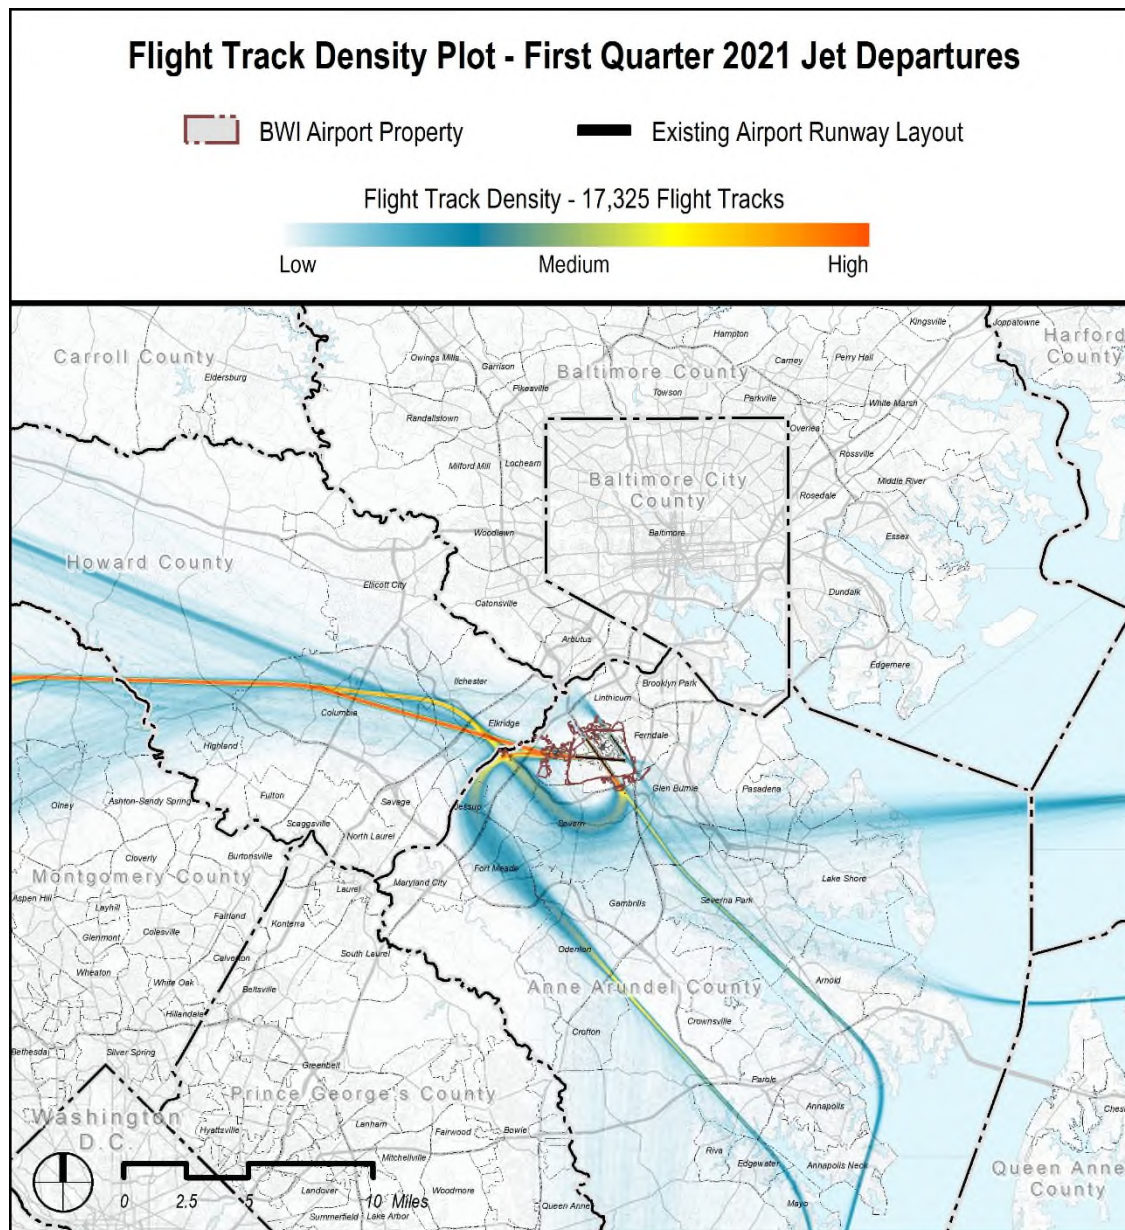 Flight Track Density Plot - First Quarter 2021 Jet Departures
BWI Airport Property
Existing Airport Runway Layout
Flight Track Density - 17,325 Flight Tracks
Low
Medium
High
Kingsville
Joppatowne
Hampton
Harford
County
Carney
Perry Hall
Carroll County
Owings Mills
Garrison
Baltimore County
Eldersburg
Pikesville
Towson
Parkville
White Marsh
Randallstown
Overlea
Rossville
Milford Mill
Lochearn
Baltimore City
County
Middle River
Rosedale
Woodlawn
Baltimore
Essex
Howard County
Ellicott City
Catonsville
Dundalk
Arbutus
Edgemere
Ilchester
Brooklyn Park
Linthicum
Columbia
Elkridge
Ferndale
Highland
Glen Burnie
Pasadena
Fulton
Ashton-Sandy Spring
Olney
Savage
Jessup
Scaggsville
North Laurel
Severn
Cloverly
Burtonsville
Fort Meade
Montgomery County
Maryland City
Lake Shore
Laurel
Aspen Hill
Layhill
Fairland
Konterra
Gambrills
Severna Park
Glenmont
Colesville
Calverton
South Laurel
Odenton
Wheaton
White Oak
Beltsville
Arnold
Anne Arundel County
Hillandale
Crownsville
Crofton
Bethesda
Silver Spring
Greenbelt
Parole
Prince George's County
Annapolis
Washington
D.C.
Hyattsville
Lanham
Fairwood
Bowie
Mitchellville
Riva
Edgewater
Annapolis Neck
Queen Anne
County
0
2.5
5
10 Miles
Landover
Woodmore
Queen Anne
Mayo
Summerfield
Lake Arbor